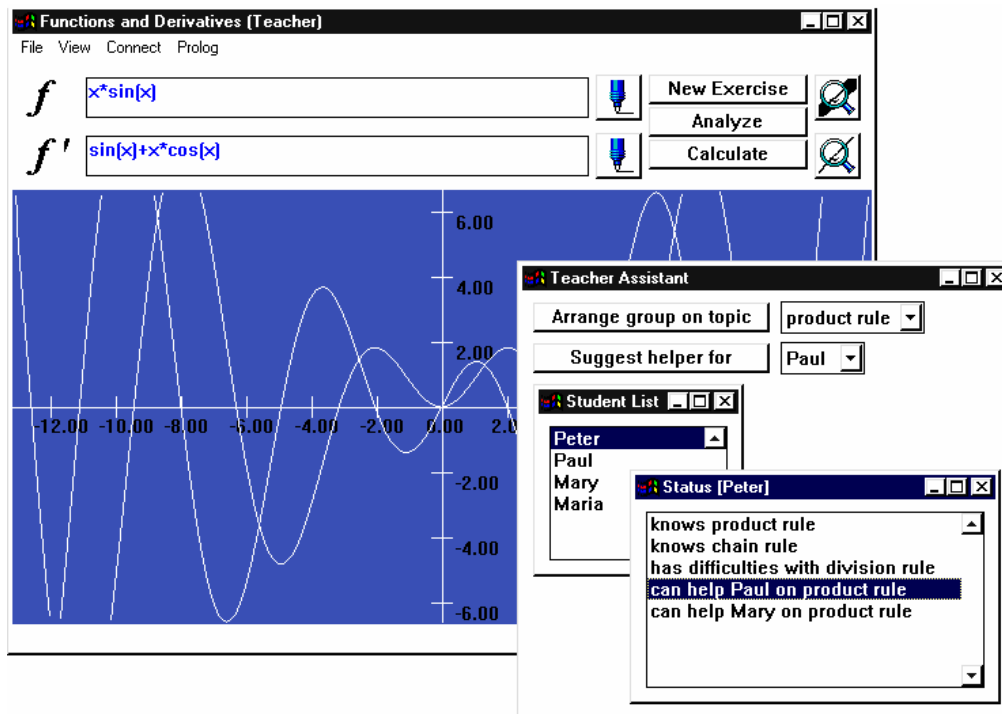 Functions and Derivatives (Teacher)
File View Connect Prolog
f
x*sin(x)
New Exercise
Analyze
f '
sin(x)+x*cos(x)
Calculate
6.00
4.00
2.00
-12.00 -10.00 -8.00 -6.00 -4.00 -2.00 0.00 2.0
-2.00
-4.00
-6.00
Teacher Assistant
Arrange group on topic product rule
Suggest helper for Paul
Student List
Peter
Paul
Mary
Maria
Status [Peter]
knows product rule
knows chain rule
has difficulties with division rule
can help Paul on product rule
can help Mary on product rule